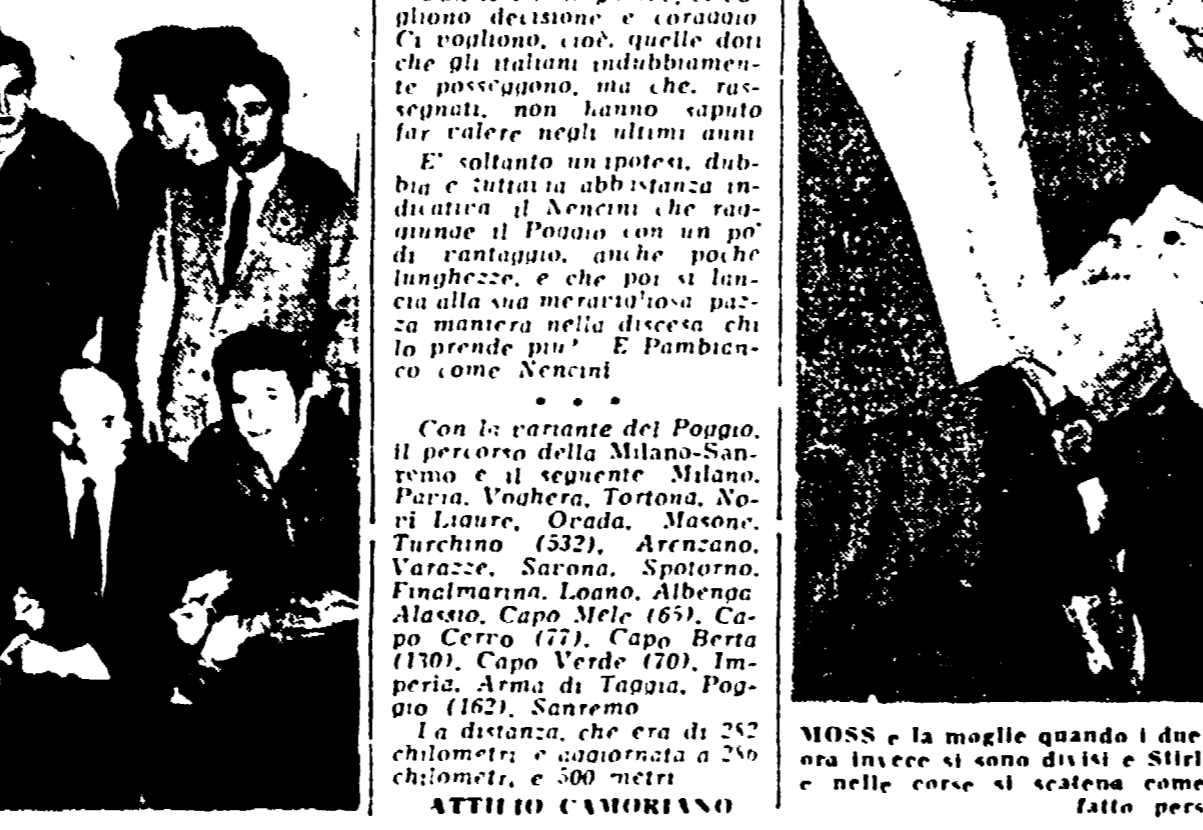 gliono decisione e coraggio
Ci vogliono, cioè, quelle doti
che gli italiani indubbiamen-
te posseggono, ma che, ras-
segnati, non hanno saputo
far valere negli ultimi anni
E' soltanto un ipotesi, dub-
bia e tuttavia abbastanza in-
dicativa il Nencini che rag-
giunge il Poggio con un po'
di vantaggio, anche poche
lunghezze, e che poi si lan-
cia alla sua meravigliosa paz-
za maniera nella discesa chi
lo prende piu' E Pambian-
co come Nencini
• • •
Con la variante del Poggio,
il percorso della Milano-San-
remo e il seguente Milano,
Pavia, Voghera, Tortona, No-
vi Ligure, Ovada, Masone,
Turchino (532), Arenzano,
Varazze, Savona, Spotorno,
Finalmarina, Loano, Albenga
Alassio, Capo Mele (65), Ca-
po Cervo (77), Capo Berta
(130), Capo Verde (70), Im-
peria, Arma di Taggia, Pog-
gio (162), Sanremo
La distanza, che era di 282
chilometri e aggiornata a 286
chilometri, e 500 metri
ATTILIO CAMORIANO
MOSS e la moglie quando i due
ora invece si sono divisi e Stirl
e nelle corse si scatena come
fatto pers